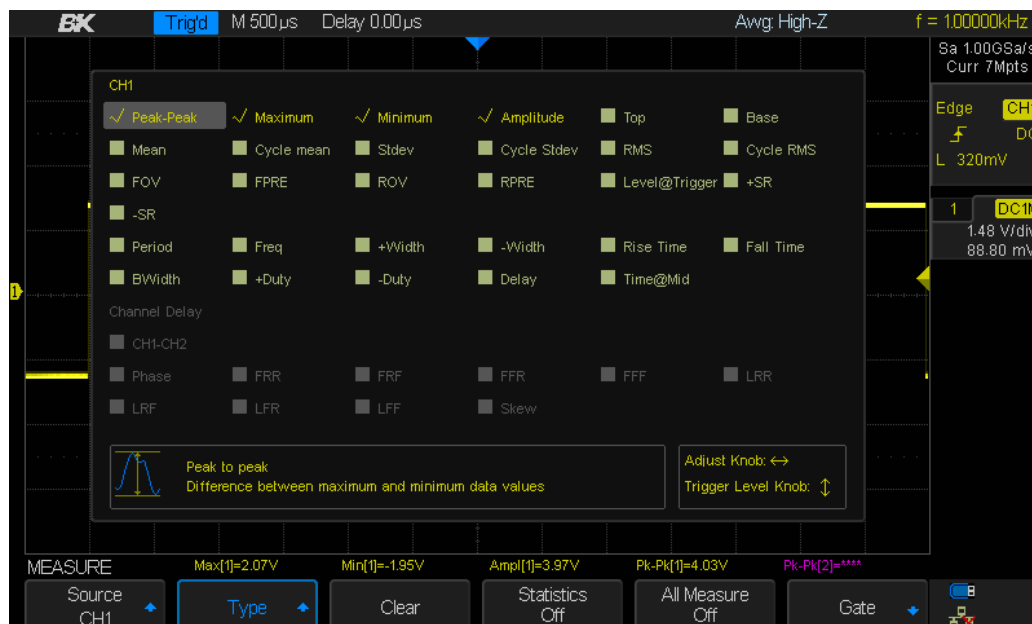 BK Trig'd M 500µs Delay 0.00µs Awg: High-Z f = 1.00000kHz
Sa 1.00GSa/s
Curr 7Mpts
CH1
Peak-Peak Maximum Minimum Amplitude Top Base
Mean Cycle mean Stdev Cycle Stdev RMS Cycle RMS
FOV FPRE ROV RPRE Level@Trigger +SR
-SR
Period Freq +Width -Width Rise Time Fall Time
BWidth +Duty -Duty Delay Time@Mid
Channel Delay
CH1-CH2
Phase FRR FRF FFR FFF LRR
LRF LFR LFF Skew
Peak to peak
Difference between maximum and minimum data values
Adjust Knob: ↔
Trigger Level Knob: ↕
Edge CH
DC
L 320mV
1 DC1M
1.48 V/div
88.80 mV
1
MEASURE Max[1]=2.07V Min[1]=-1.95V Ampl[1]=3.97V Pk-Pk[1]=4.03V Pk-Pk[2]=****
Source
CH1
Type
Clear
Statistics
Off
All Measure
Off
Gate